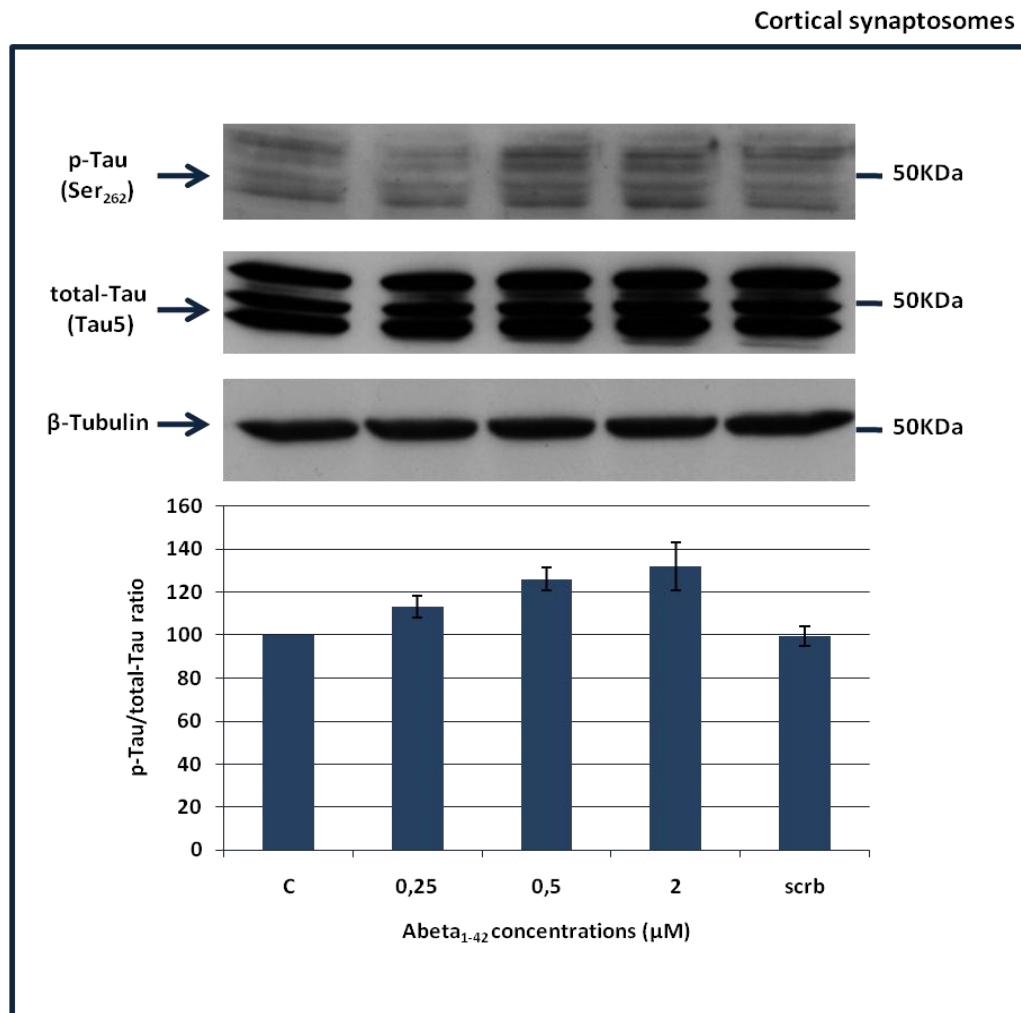 Cortical synaptosomes
p-Tau
(Ser₂₆₂)
50KDa
total-Tau
(Tau5)
50KDa
β-Tubulin
50KDa
p-Tau/total-Tau ratio
160
140
120
100
80
60
40
20
0
C 0,25 0,5 2 scrb
Abeta₁₋₄₂ concentrations (µM)